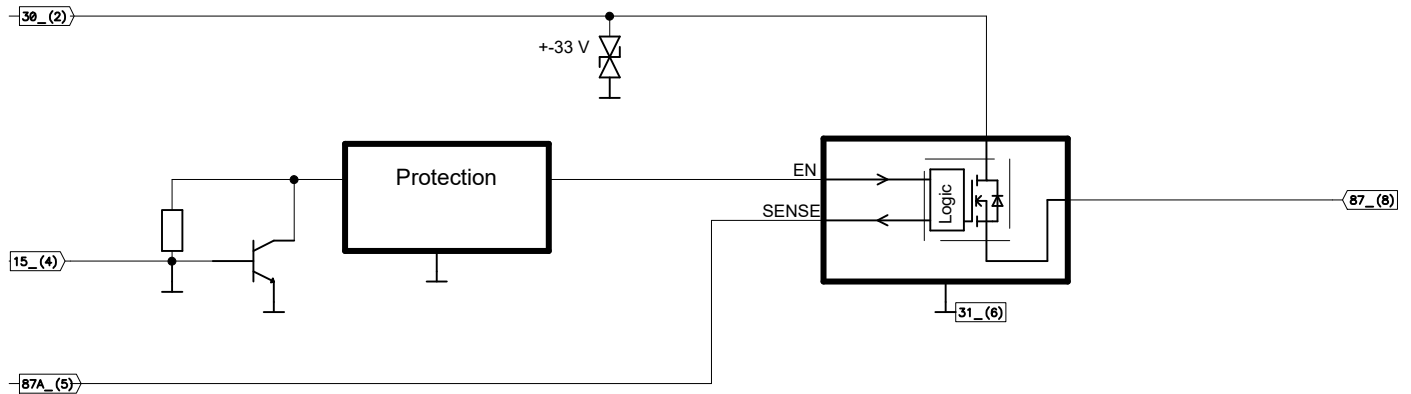 30_(2)
+-33 V
Protection
EN
SENSE
Logic
87_(8)
15_(4)
31_(6)
87A_(5)